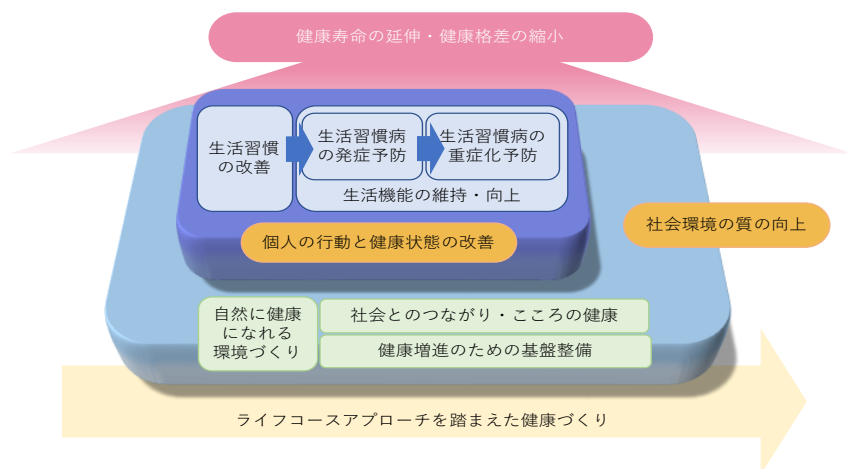 健康寿命の延伸・健康格差の縮小
生活習慣
の改善
生活習慣病
の発症予防
生活習慣病の
重症化予防
生活機能の維持・向上
個人の行動と健康状態の改善
社会環境の質の向上
自然に健康
になれる
環境づくり
社会とのつながり・こころの健康
健康増進のための基盤整備
ライフコースアプローチを踏まえた健康づくり